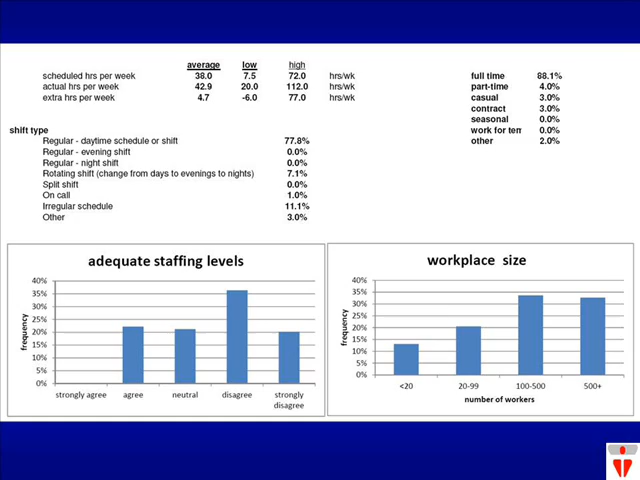 average low high
scheduled hrs per week 38.0 7.5 72.0 hrs/wk
actual hrs per week 42.9 20.0 112.0 hrs/wk
extra hrs per week 4.7 -6.0 77.0 hrs/wk
full time 88.1%
part-time 4.0%
casual 3.0%
contract 3.0%
seasonal 0.0%
work for tem 0.0%
other 2.0%
shift type
Regular - daytime schedule or shift 77.8%
Regular - evening shift 0.0%
Regular - night shift 0.0%
Rotating shift (change from days to evenings to nights) 7.1%
Split shift 0.0%
On call 1.0%
Irregular schedule 11.1%
Other 3.0%
adequate staffing levels
frequency
40%
35%
30%
25%
20%
15%
10%
5%
0%
strongly agree agree neutral disagree strongly
disagree
workplace size
frequency
40%
35%
30%
25%
20%
15%
10%
5%
0%
<20 20-99 100-500 500+
number of workers